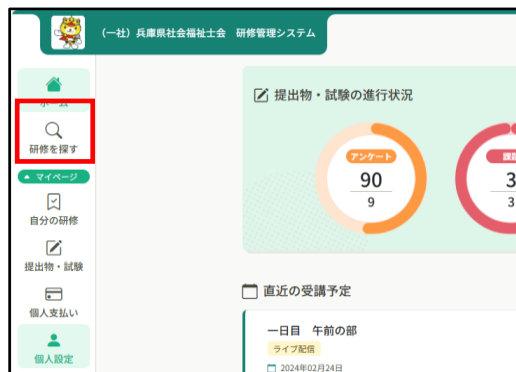 (一社) 兵庫県社会福祉士会　研修管理システム
ホーム
研修を探す
マイページ
自分の研修
提出物・試験
個人支払い
個人設定
提出物・試験の進行状況
アンケート
90
9
課題
3
3
直近の受講予定
一日目　午前の部
ライブ配信
2024年02月24日